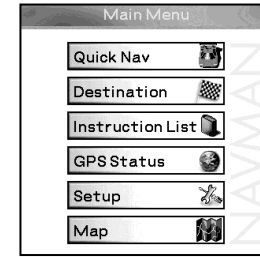 Main Menu
Quick Nav
Destination
Instruction List
GPS Status
Setup
Map
NAVMAN